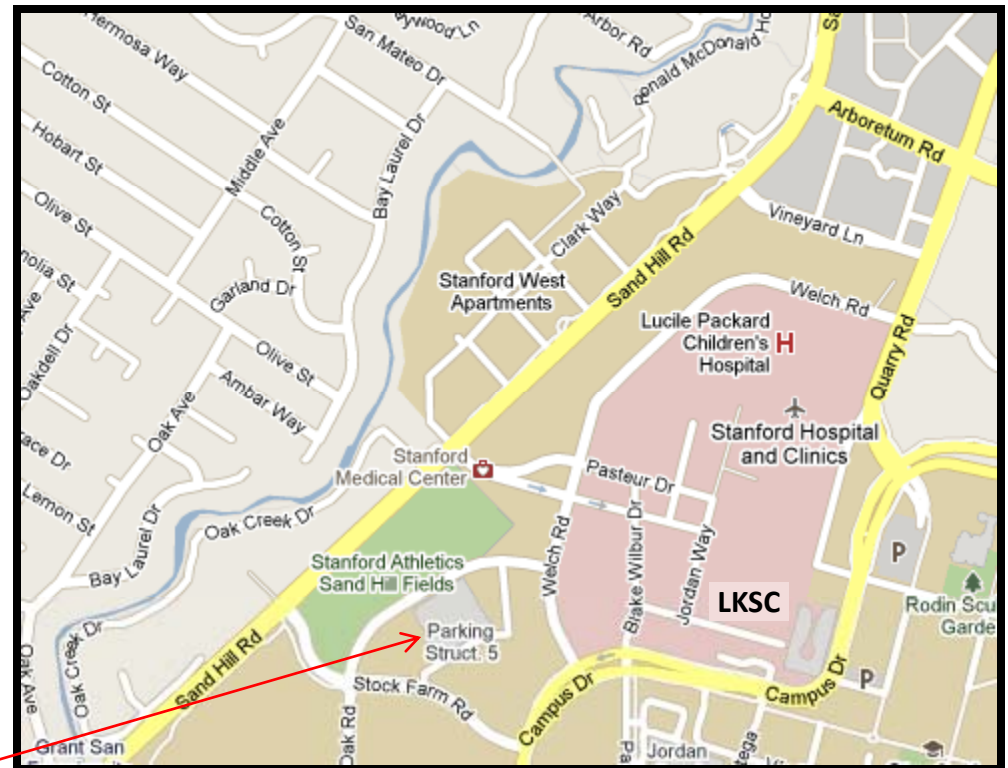 Hermosa Way
San Mateo Dr
Arbor Rd
Cotton St
Hobart St
Middle Ave
Bay Laurel Dr
Arboretum Rd
Olive St
Cotton St
Clark Way
Vineyard Ln
Sand Hill Rd
Stanford West
Apartments
Garland Dr
Welch Rd
Lucile Packard
Children's
Hospital
H
Quarry Rd
Oakdell Dr
Olive St
Ambar Way
Oak Ave
Stanford Hospital
and Clinics
Stanford
Medical Center
Pasteur Dr
Lemon St
Bay Laurel Dr
Oak Creek Dr
Welch Rd
Blake Wilbur Dr
Jordan Way
P
Stanford Athletics
Sand Hill Fields
LKSC
Parking
Struct. 5
Rodin Scu
Garde
Oak Creek Dr
Oak Ave
Sand Hill Rd
Stock Farm Rd
Campus Dr
Campus Dr
P
Oak Rd
Grant San
Jordan